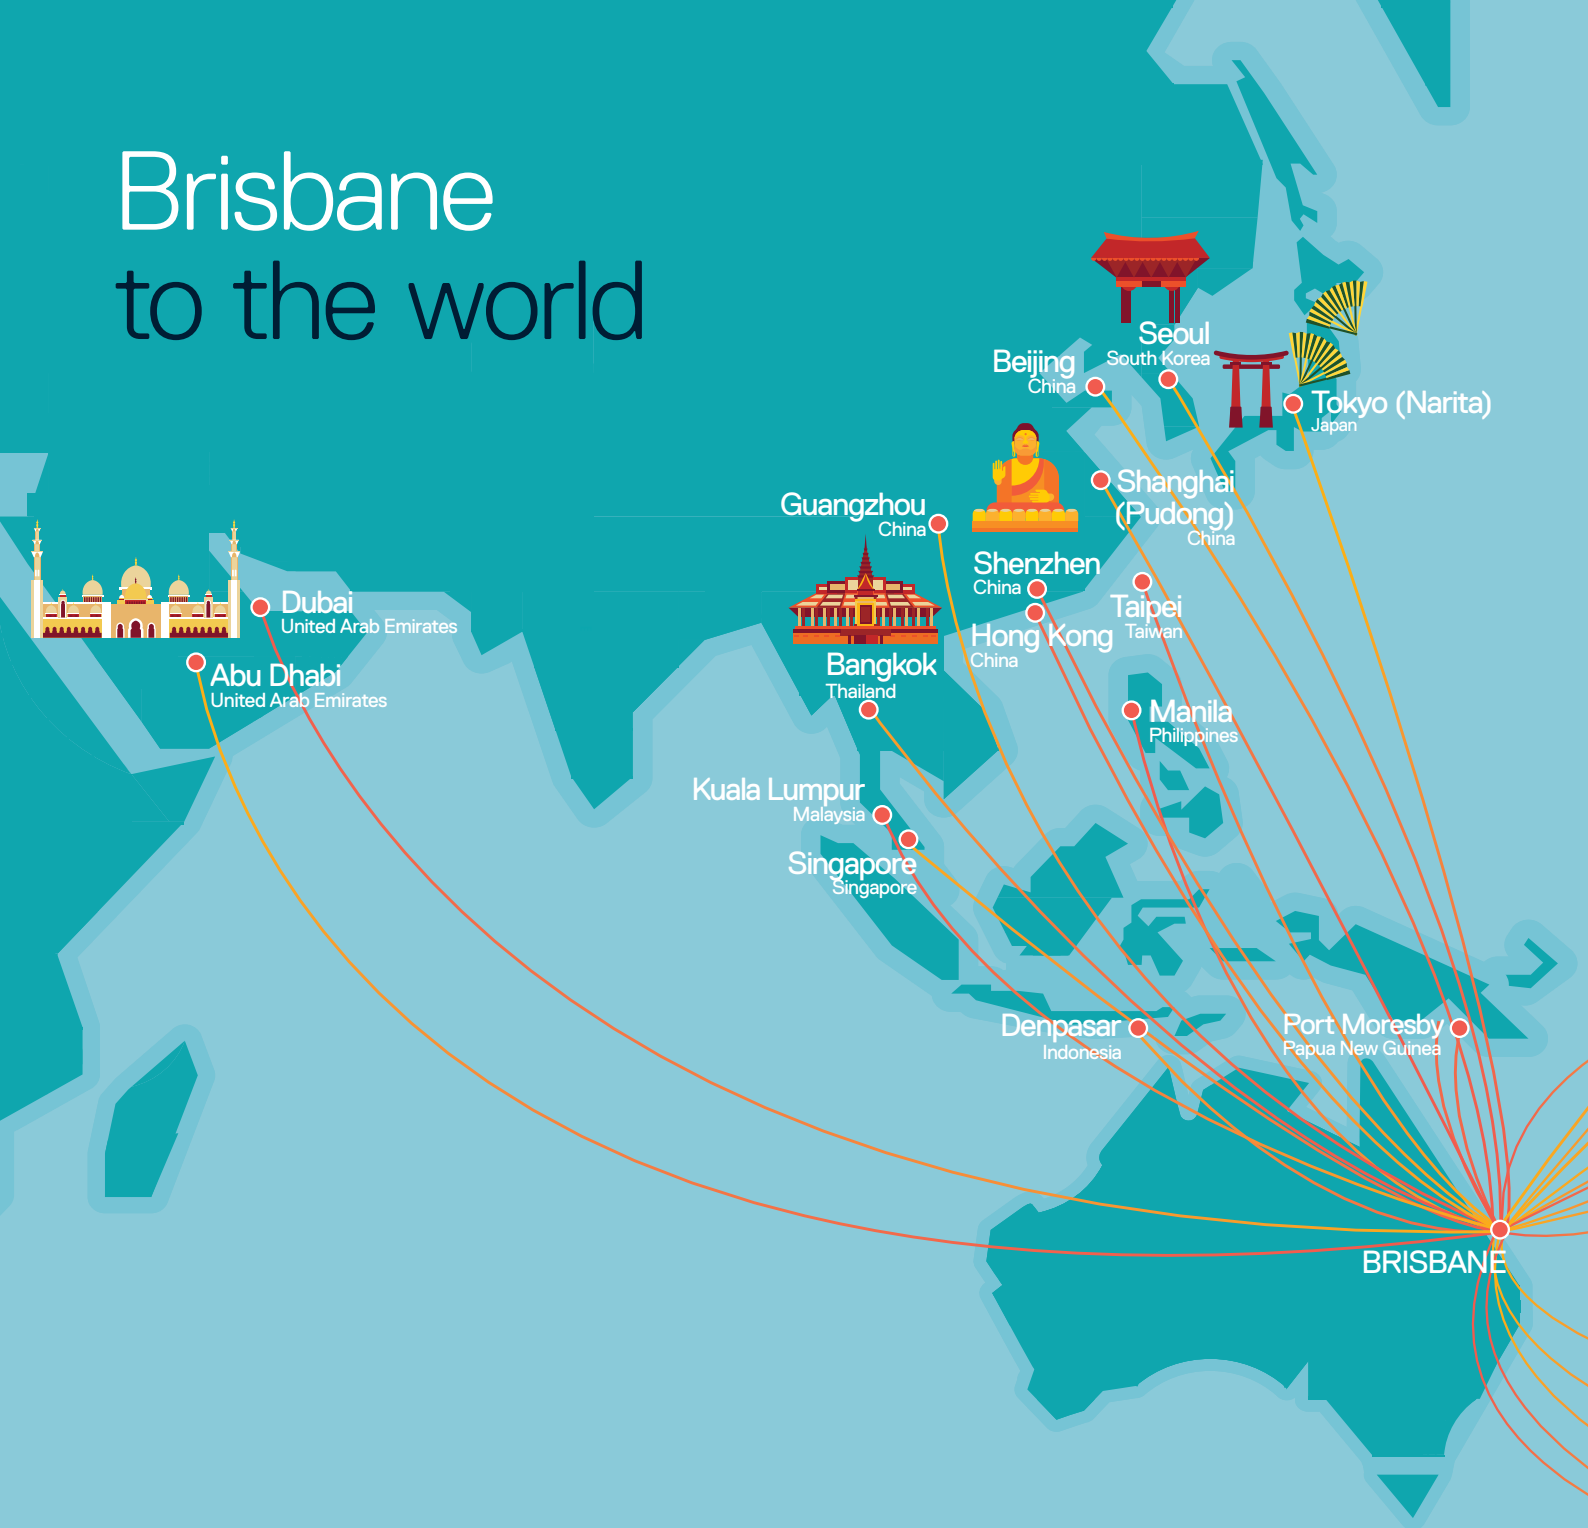 Brisbane
to the world
Seoul
South Korea
Beijing
China
Tokyo (Narita)
Japan
Shanghai
(Pudong)
China
Guangzhou
China
Shenzhen
China
Taipei
Taiwan
Hong Kong
China
Dubai
United Arab Emirates
Abu Dhabi
United Arab Emirates
Bangkok
Thailand
Manila
Philippines
Kuala Lumpur
Malaysia
Singapore
Singapore
Denpasar
Indonesia
Port Moresby
Papua New Guinea
BRISBANE